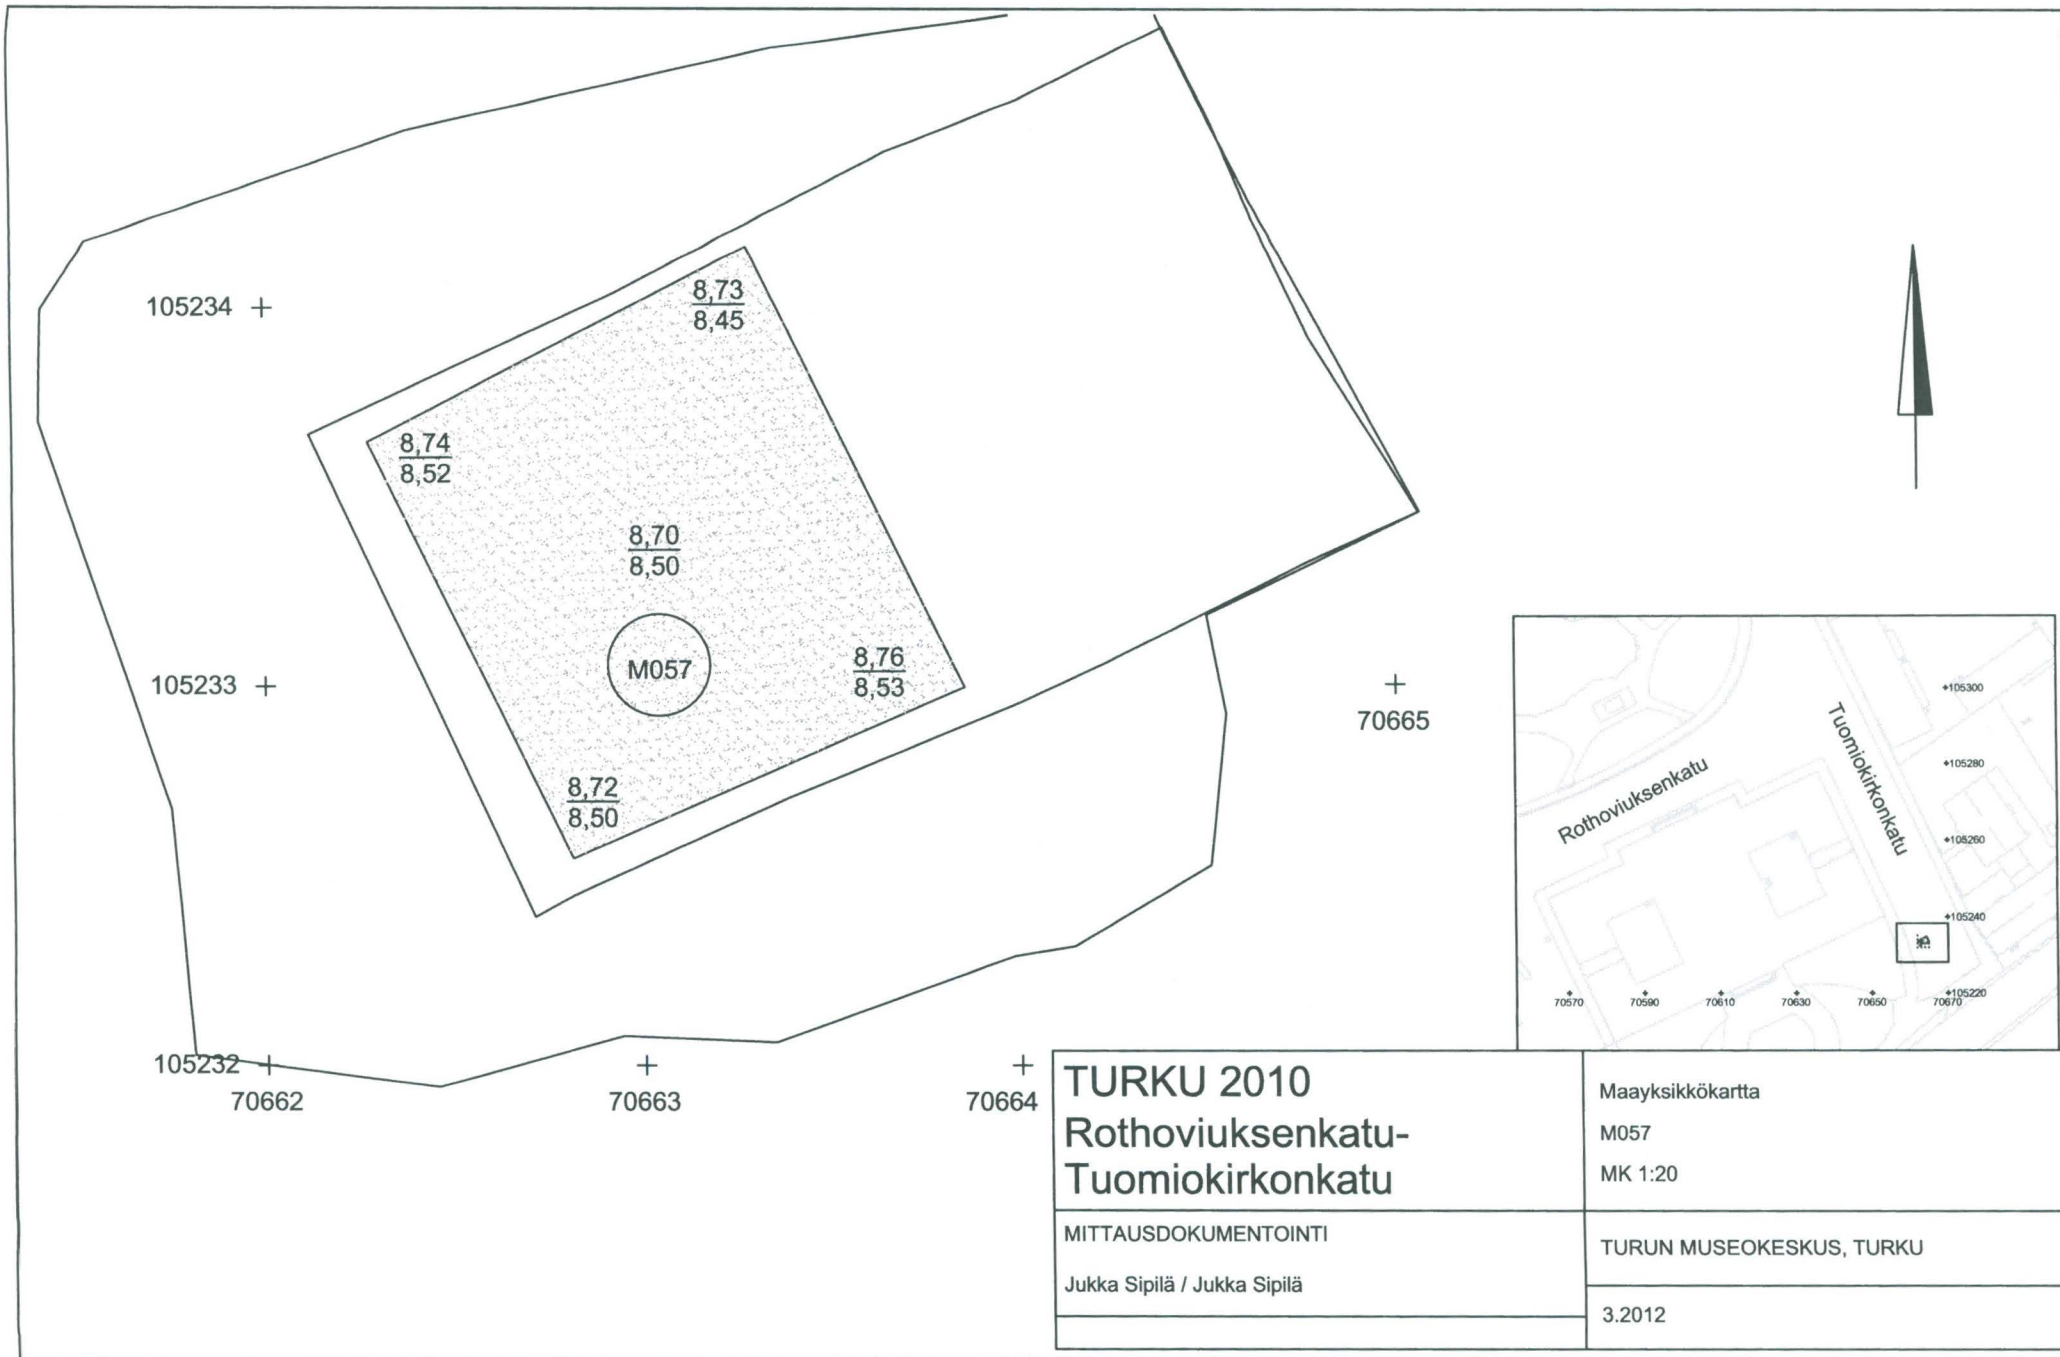 105234
8,73
8,45
8,74
8,52
8,70
8,50
M057
8,76
8,53
105233
70665
8,72
8,50
105232
70662
70663
70664
Rothoviuksenkatu
Tuomiokirkonkatu
105300
105280
105260
105240
105220
70570
70590
70610
70630
70650
70670
TURKU 2010
Rothoviuksenkatu-
Tuomiokirkonkatu
MITTAUSDOKUMENTOINTI
Jukka Sipilä / Jukka Sipilä
Maayksikkökartta
M057
MK 1:20
TURUN MUSEOKESKUS, TURKU
3.2012